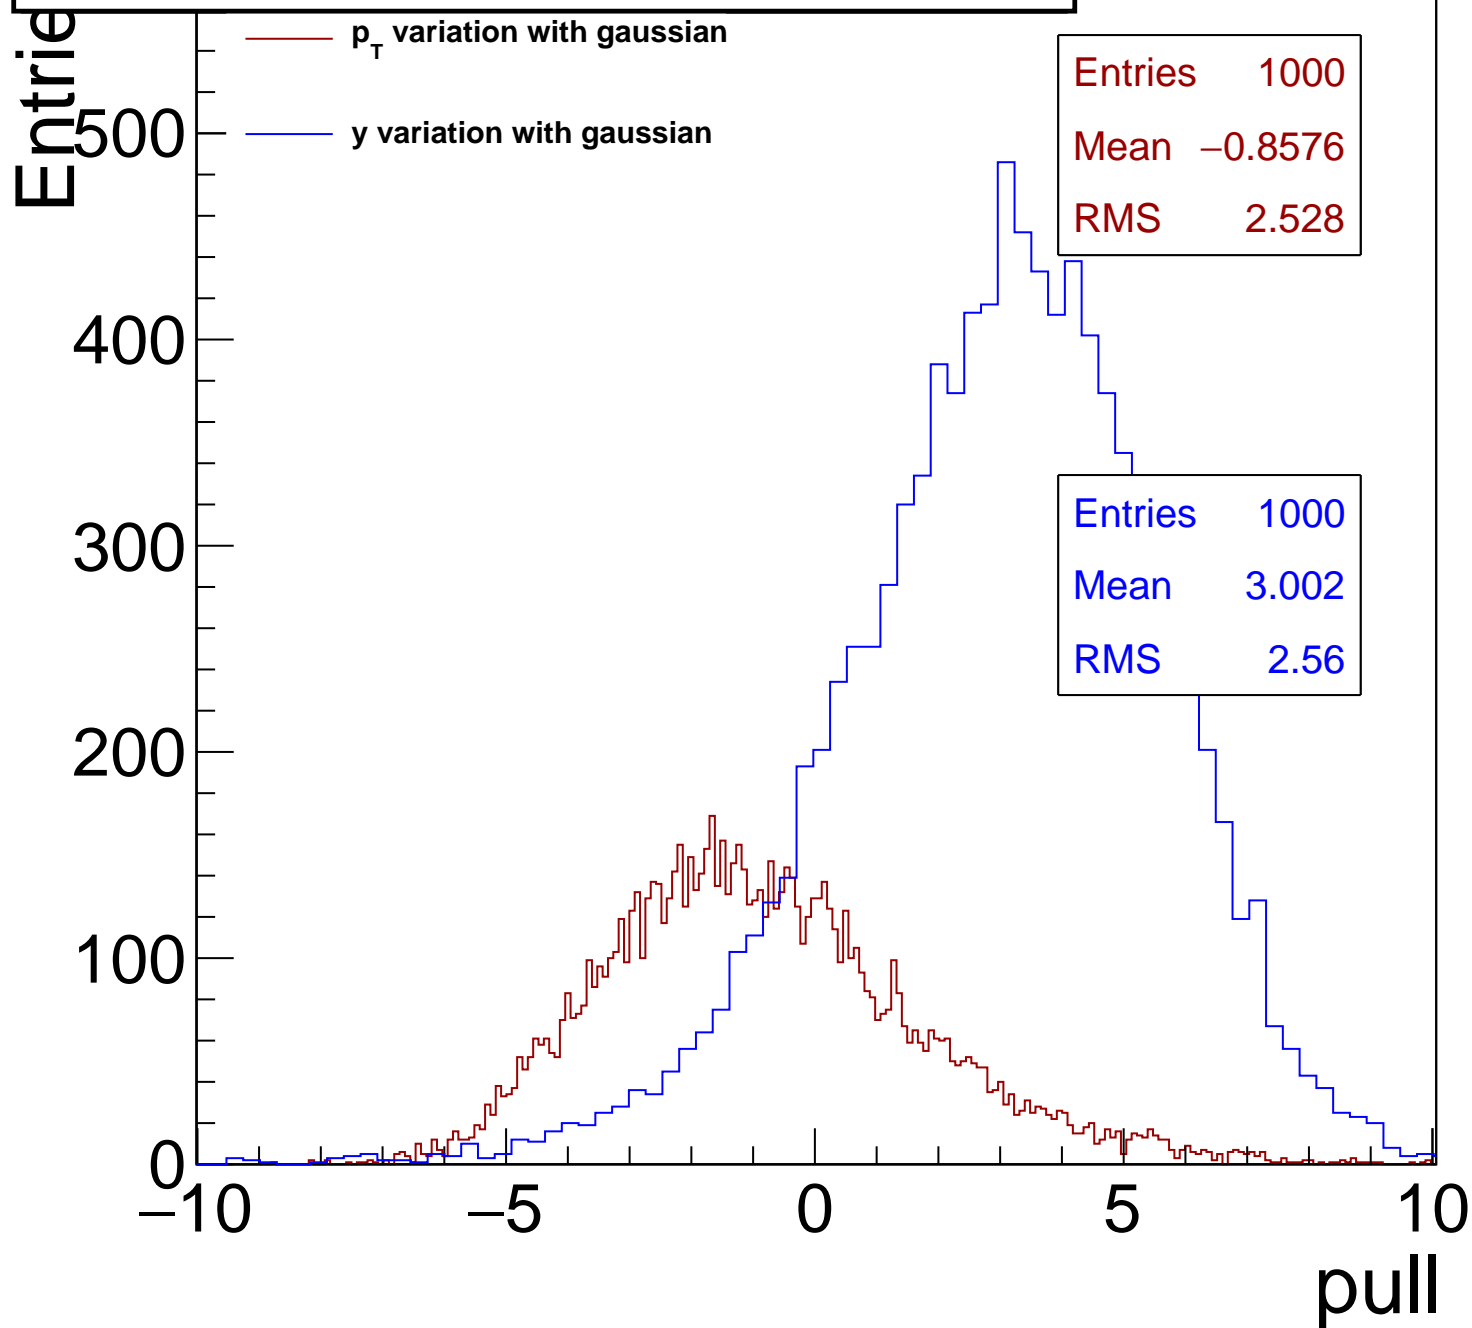 p_T variation with gaussian
y variation with gaussian
Entries 1000
Mean −0.8576
RMS 2.528
Entries 1000
Mean 3.002
RMS 2.56
Entrie
500
400
300
200
100
0
−10 −5 0 5 10
pull